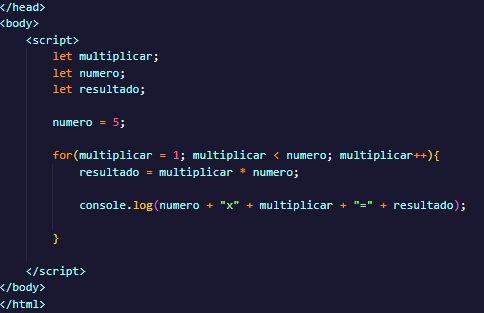 </head>
<body>
<script>
let multiplicar;
let numero;
let resultado;
numero = 5;
for(multiplicar = 1; multiplicar < numero; multiplicar++){
resultado = multiplicar * numero;
console.log(numero + "x" + multiplicar + "=" + resultado);
}
</script>
</body>
</html>